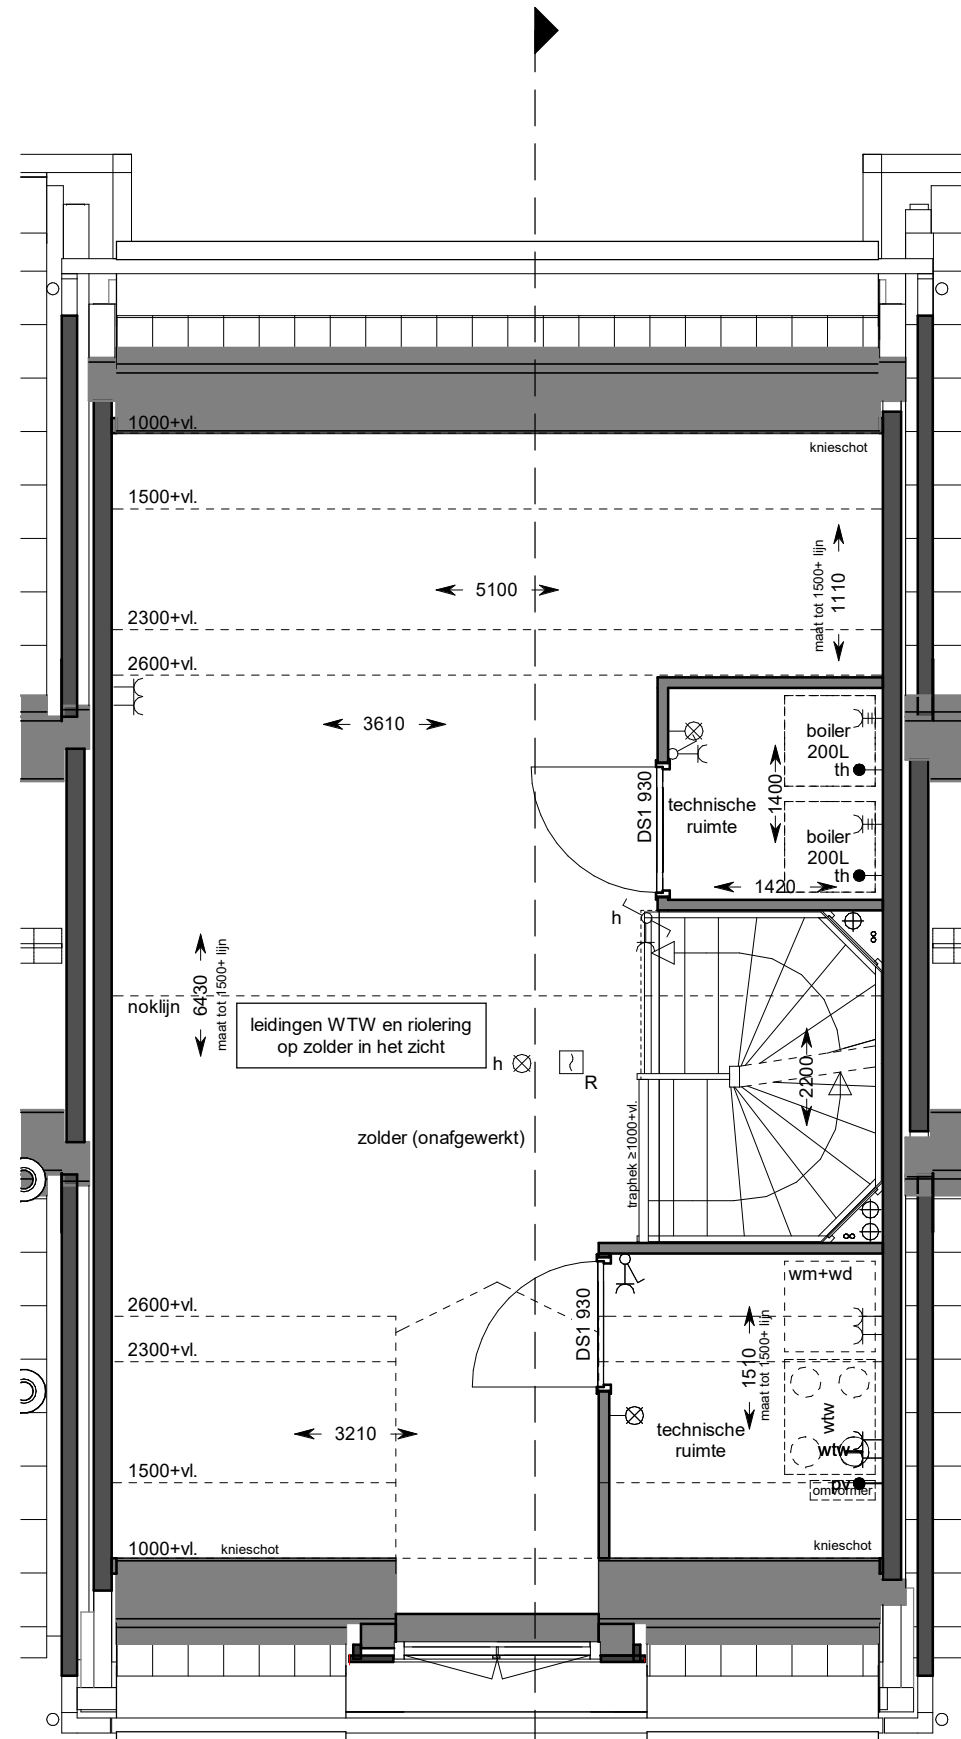 1000+vl.
knieschot
1500+vl.
maat tot 1500+ lijn
1110
5100
2300+vl.
2600+vl.
3610
boiler
200L
th
DS1 930
technische
ruimte
1400
boiler
200L
th
1420
h
noklijn
6430
maat tot 1500+ lijn
leidingen WTW en riolering
op zolder in het zicht
h
R
2200
zolder (onafgewerkt)
traphek ≥1000+vl.
wm+wd
2600+vl.
DS1 930
2300+vl.
1510
maat tot 1500+ lijn
3210
technische
ruimte
wtw
wtw
1500+vl.
pv
omvormer
1000+vl.
knieschot
knieschot